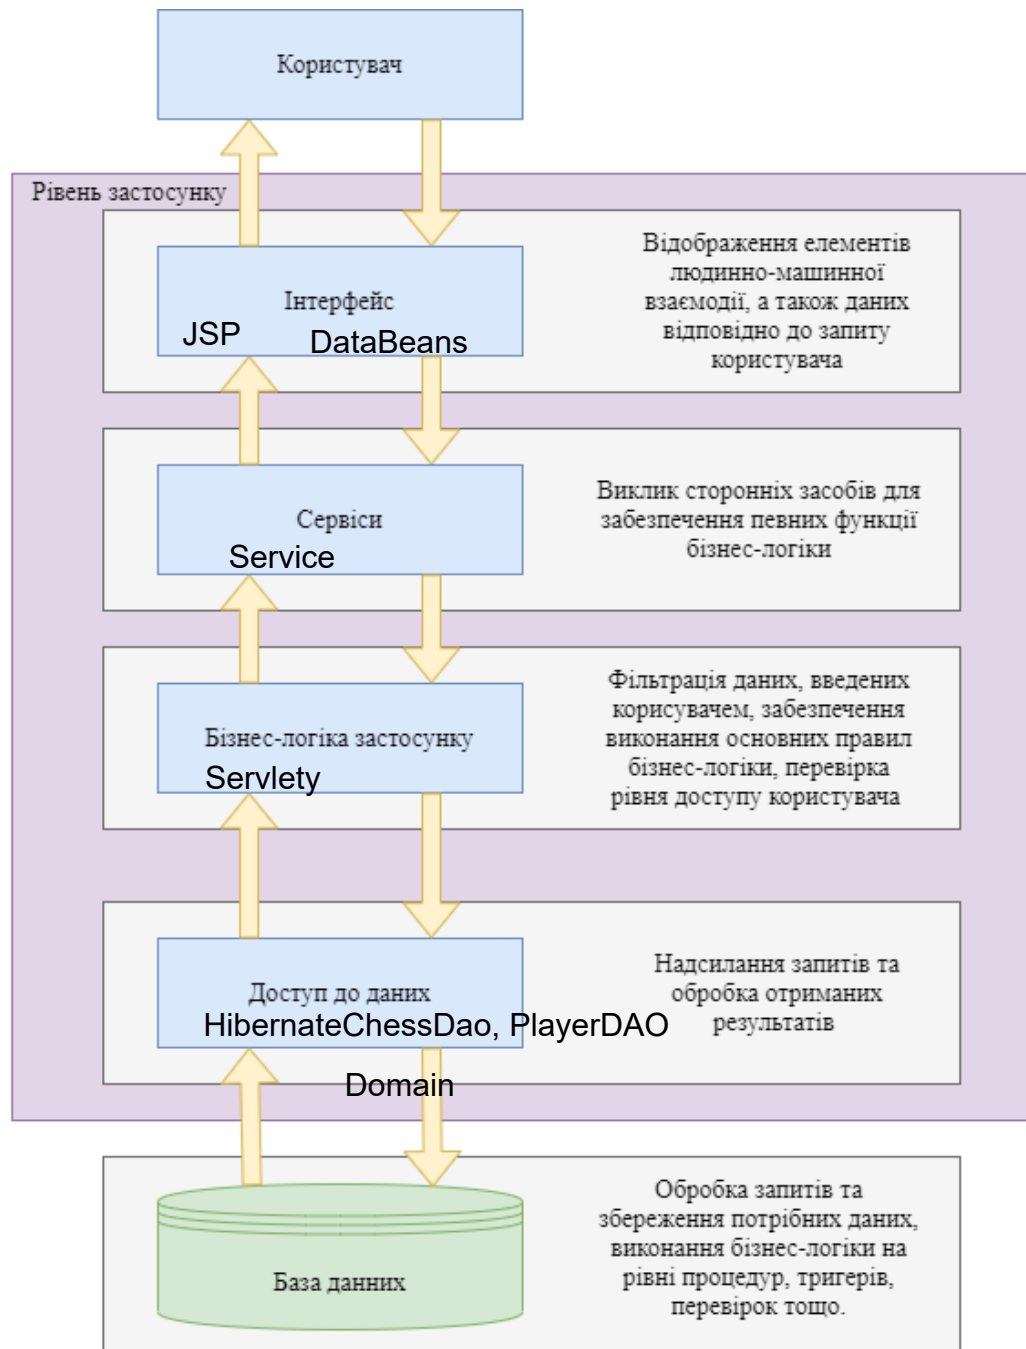 Користувач
Рівень застосунку
Інтерфейс
JSP
DataBeans
Відображення елементів
людинно-машинної
взаємодії, а також даних
відповідно до запиту
користувача
Сервіси
Service
Виклик сторонніх засобів для
забезпечення певних функції
бізнес-логіки
Бізнес-логіка застосунку
Servlety
Фільтрація даних, введених
корисувачем, забезпечення
виконання основних правил
бізнес-логіки, перевірка
рівня доступу користувача
Доступ до даних
HibernateChessDao, PlayerDAO
Domain
Надсилання запитів та
обробка отриманих
результатів
База данних
Обробка запитів та
збереження потрібних даних,
виконання бізнес-логіки на
рівні процедур, тригерів,
перевірок тощо.